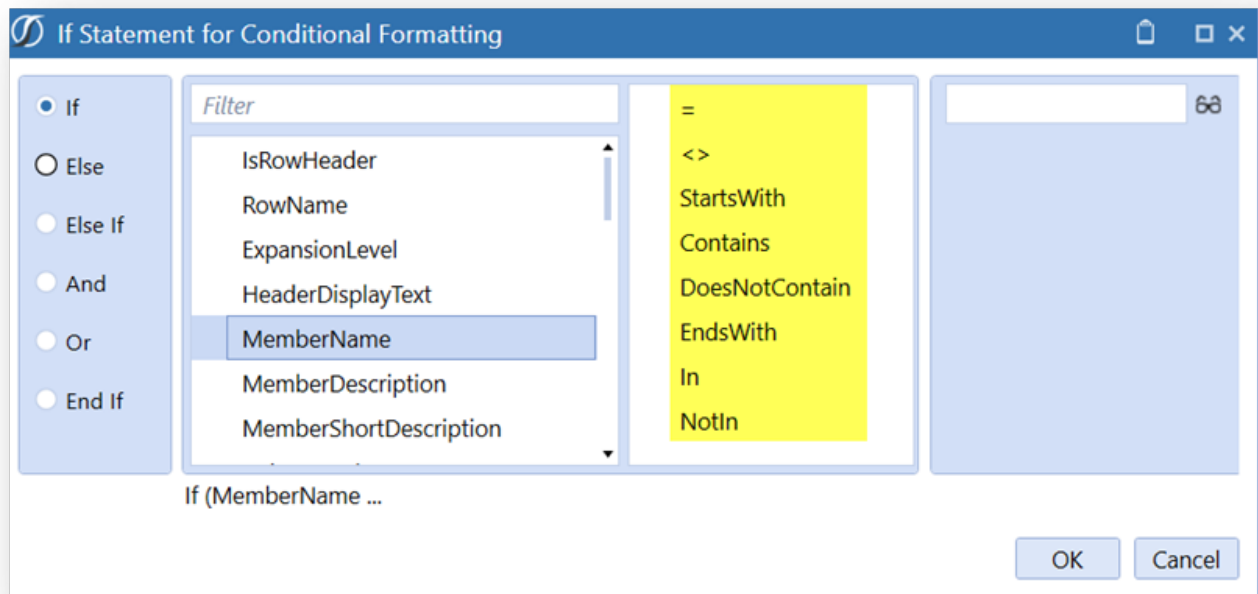 If Statement for Conditional Formatting
If
Else
Else If
And
Or
End If
Filter
IsRowHeader
RowName
ExpansionLevel
HeaderDisplayText
MemberName
MemberDescription
MemberShortDescription
=
<>
StartsWith
Contains
DoesNotContain
EndsWith
In
NotIn
If (MemberName ...
OK
Cancel